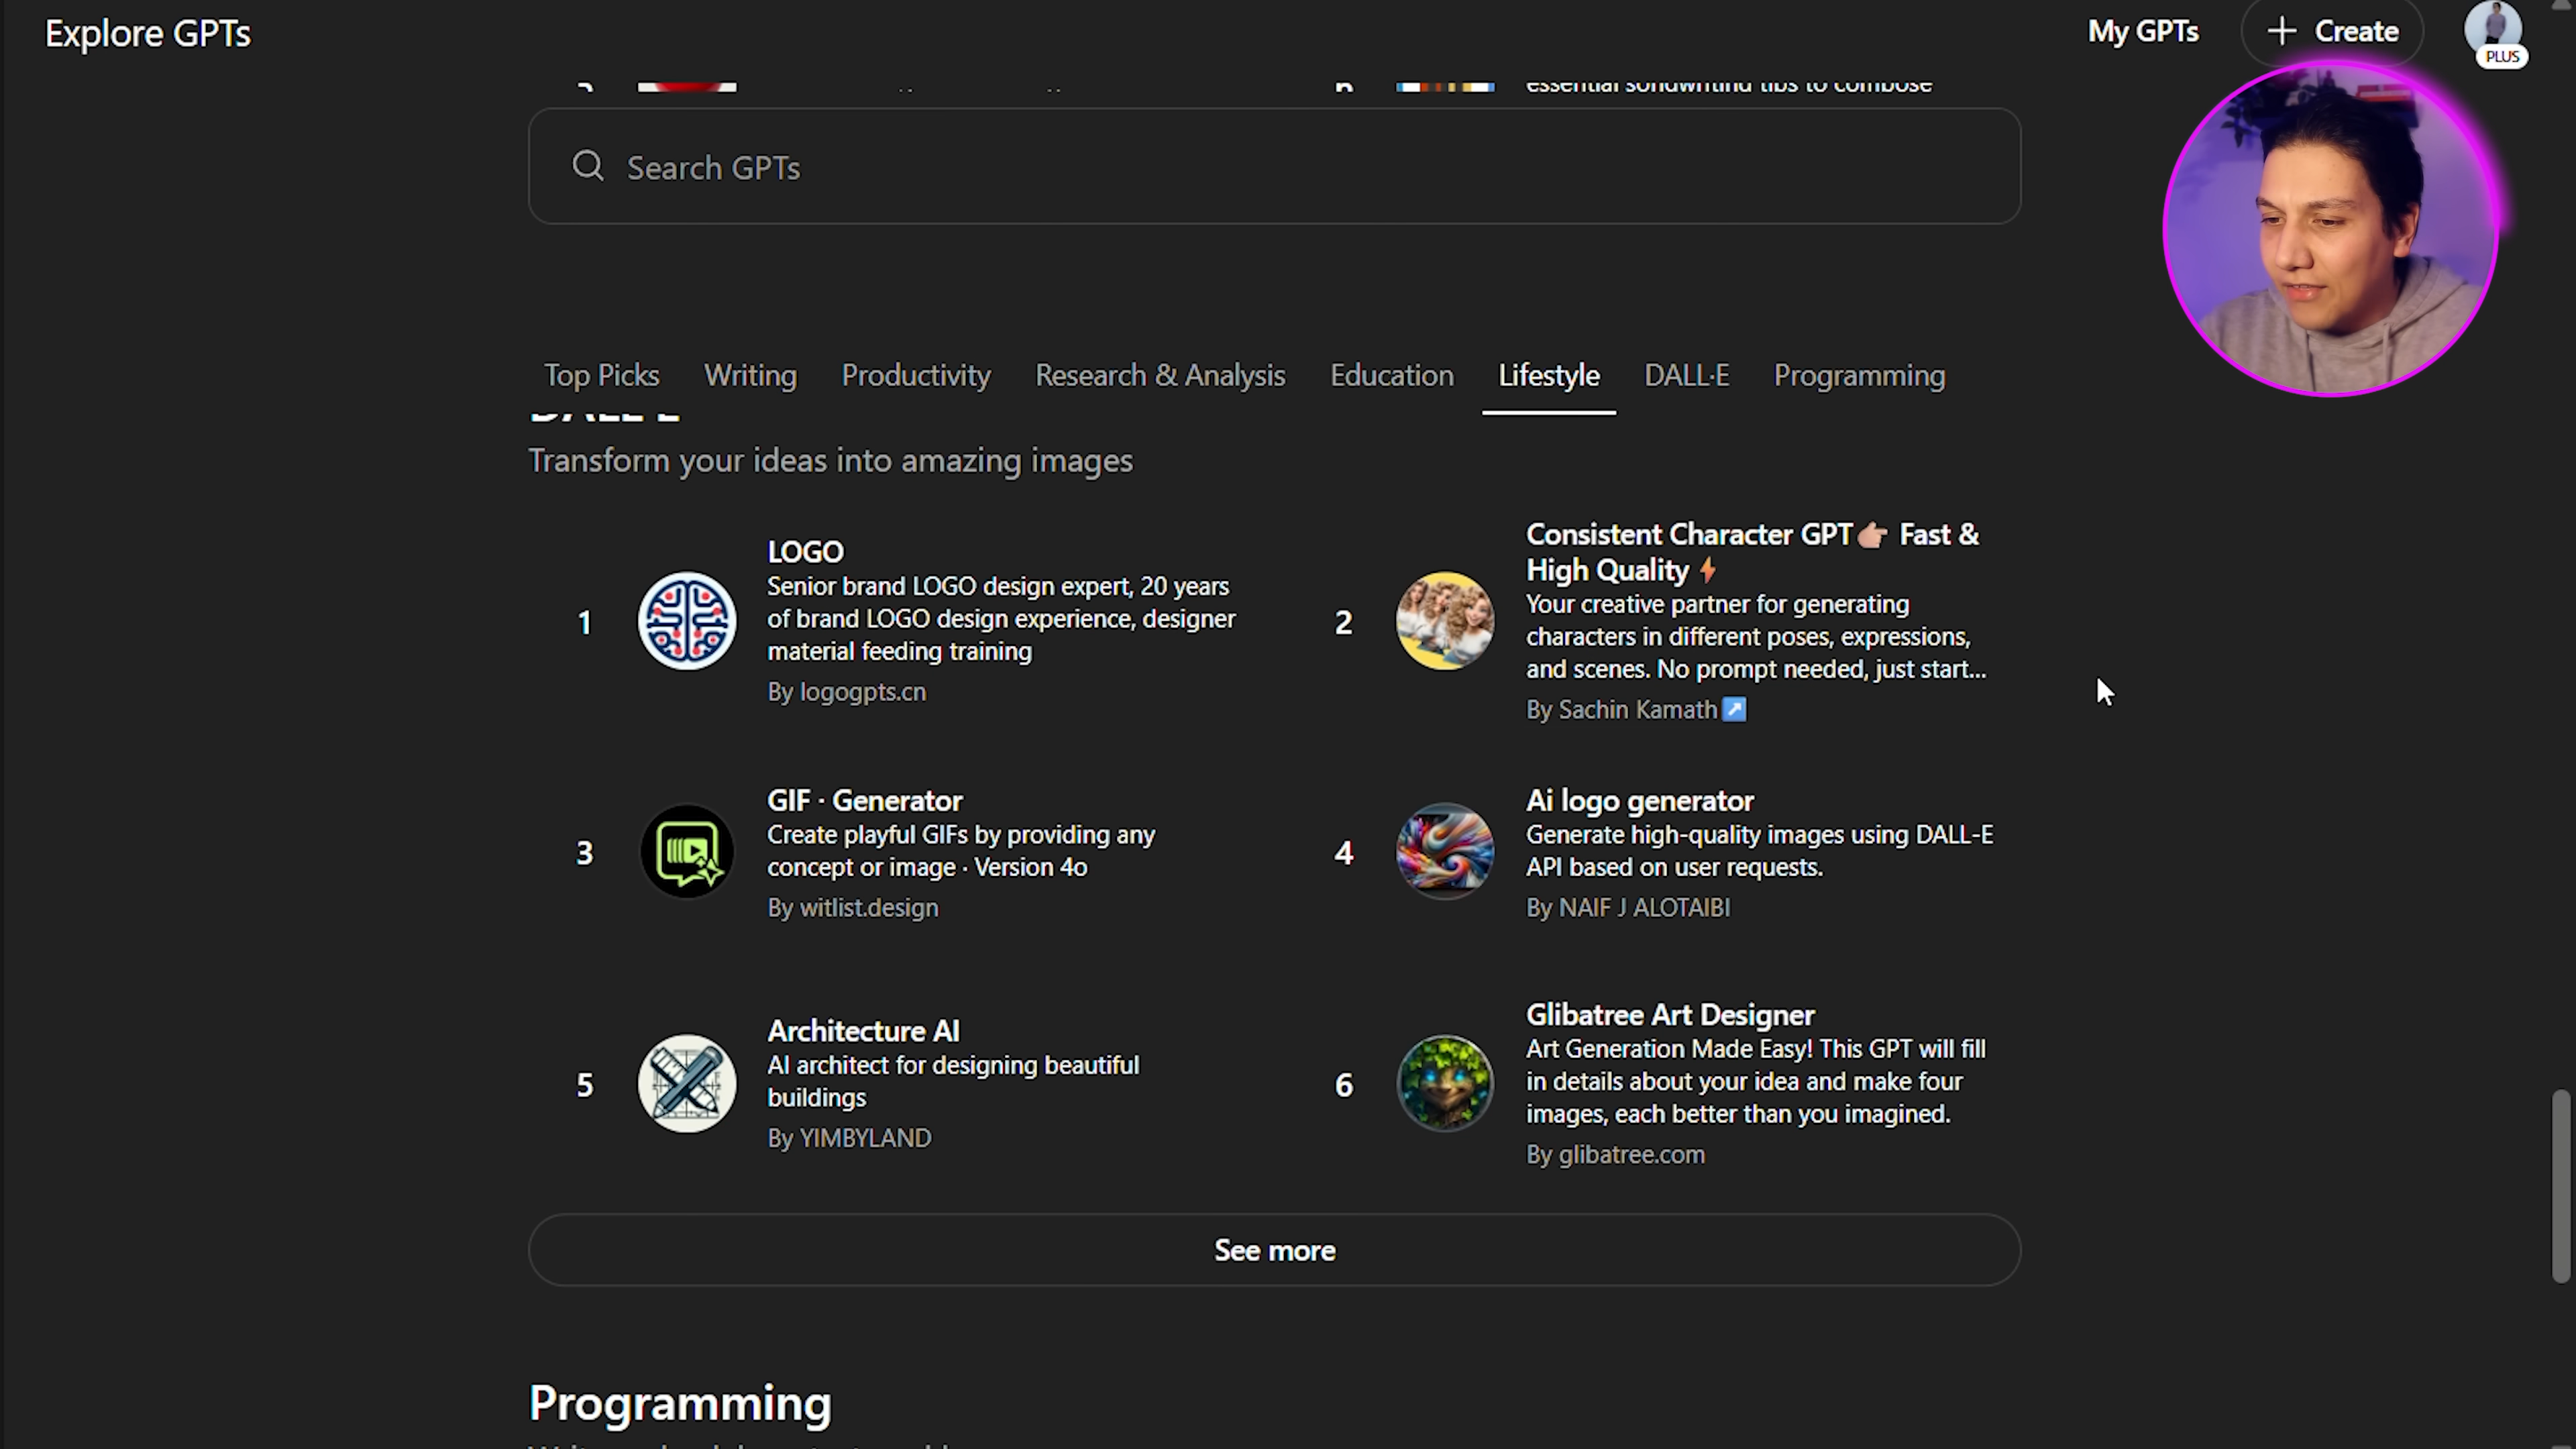 Explore GPTs
My GPTs
Create
PLUS
essential songwriting tips to compose
Search GPTs
Top Picks
Writing
Productivity
Research & Analysis
Education
Lifestyle
DALL·E
Programming
DALL·E
Transform your ideas into amazing images
1
LOGO
Senior brand LOGO design expert, 20 years
of brand LOGO design experience, designer
material feeding training
By logogpts.cn
2
Consistent Character GPT👉 Fast &
High Quality⚡
Your creative partner for generating
characters in different poses, expressions,
and scenes. No prompt needed, just start...
By Sachin Kamath↗️
3
GIF · Generator
Create playful GIFs by providing any
concept or image · Version 4o
By witlist.design
4
Ai logo generator
Generate high-quality images using DALL-E
API based on user requests.
By NAIF J ALOTAIBI
5
Architecture AI
AI architect for designing beautiful
buildings
By YIMBYLAND
6
Glibatree Art Designer
Art Generation Made Easy! This GPT will fill
in details about your idea and make four
images, each better than you imagined.
By glibatree.com
See more
Programming